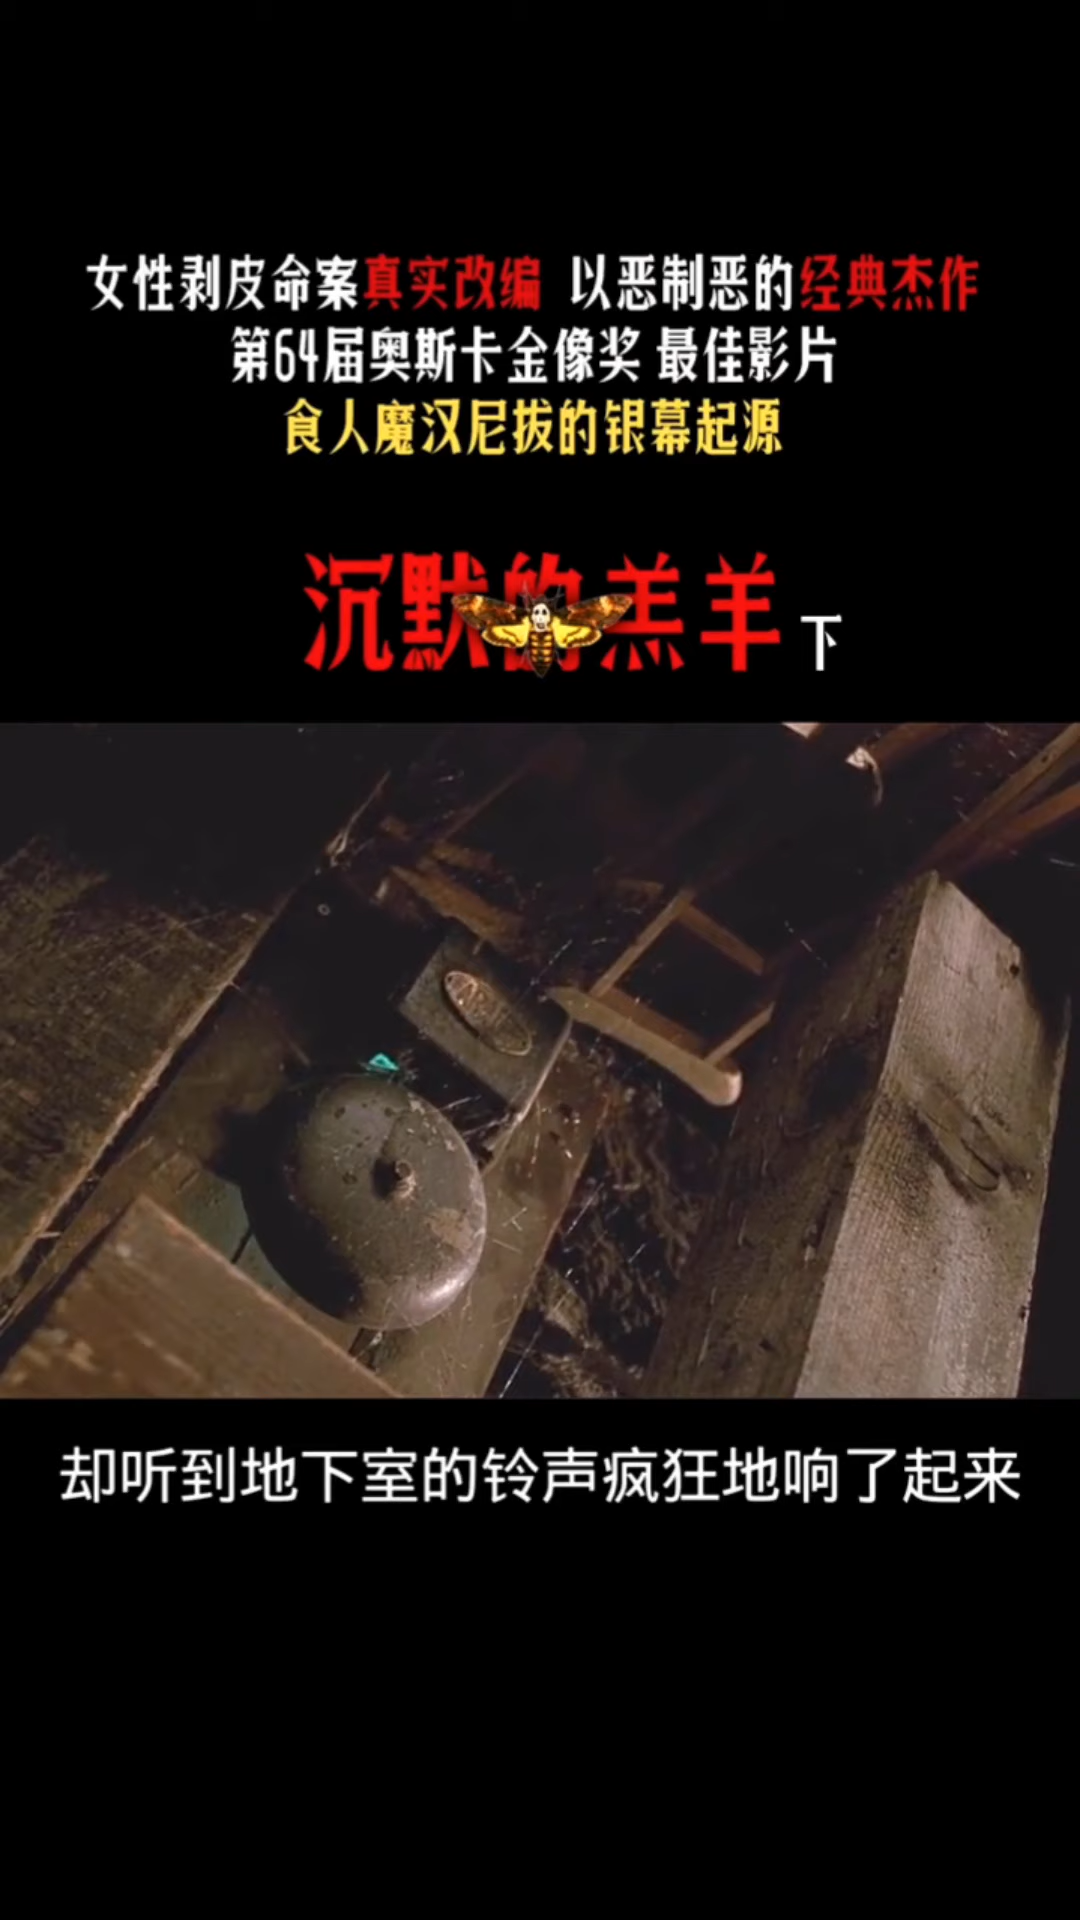 女性剥皮命案真实改编 以恶制恶的经典杰作
第64届奥斯卡金像奖 最佳影片
食人魔汉尼拔的银幕起源
沉默的羔羊 下
却听到地下室的铃声疯狂地响了起来